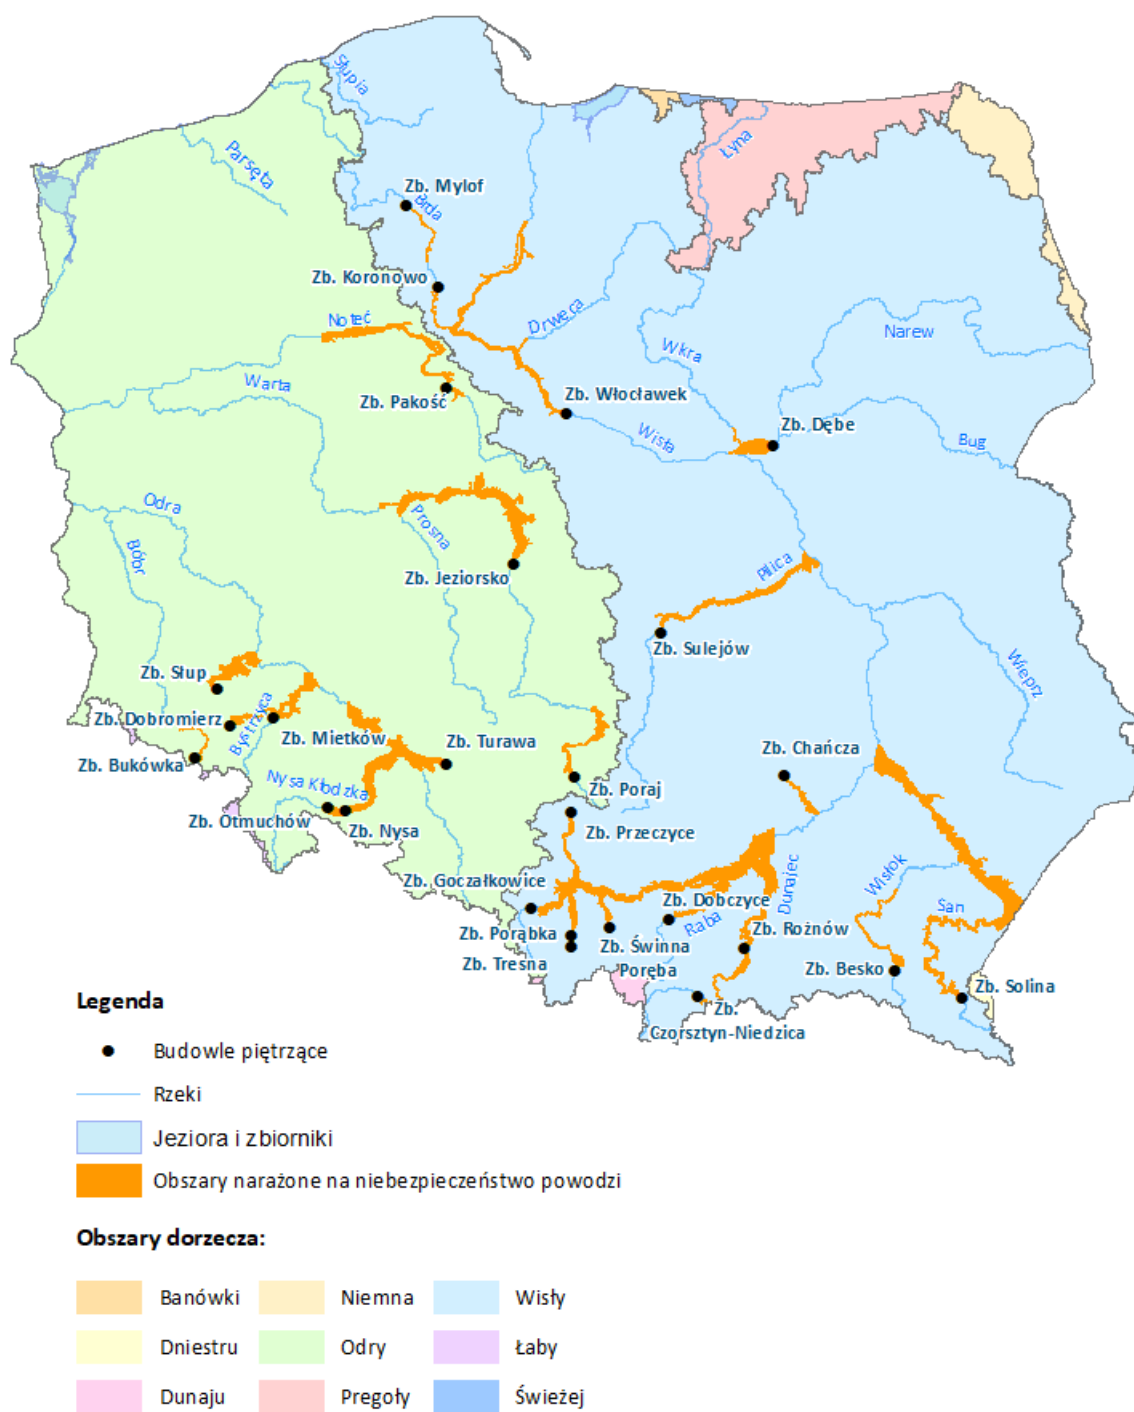 Słupia
Parsęta
Łyna
Zb. Mylof
Brda
Zb. Koronowo
Noteć
Drwęca
Narew
Wkra
Warta
Zb. Pakość
Zb. Włocławek
Wisła
Zb. Dębe
Bug
Odra
Prosna
Bóbr
Pilica
Zb. Jeziorsko
Zb. Sulejów
Wieprz
Zb. Słup
Zb. Dobromierz
Bystrzyca
Zb. Mietków
Zb. Turawa
Zb. Bukówka
Zb. Chańcza
Nysa Kłodzka
Zb. Poraj
Zb. Otmuchów
Zb. Nysa
Zb. Przeczyce
Dunajec
Wisłok
Zb. Goczałkowice
Zb. Dobczyce
San
Raba
Zb. Porąbka
Zb. Świnna
Poręba
Zb. Rożnów
Zb. Tresna
Zb. Besko
Zb. Solina
Zb.
Czorsztyn-Niedzica
Legenda
Budowle piętrzące
Rzeki
Jeziora i zbiorniki
Obszary narażone na niebezpieczeństwo powodzi
Obszary dorzecza:
Banówki
Niemna
Wisły
Dniestru
Odry
Łaby
Dunaju
Pregoły
Świeżej